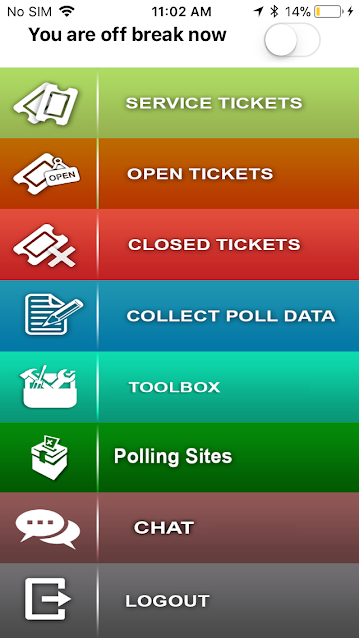 No SIM 11:02 AM 14%
You are off break now
SERVICE TICKETS
OPEN
OPEN TICKETS
CLOSED TICKETS
COLLECT POLL DATA
TOOLBOX
Polling Sites
CHAT
LOGOUT